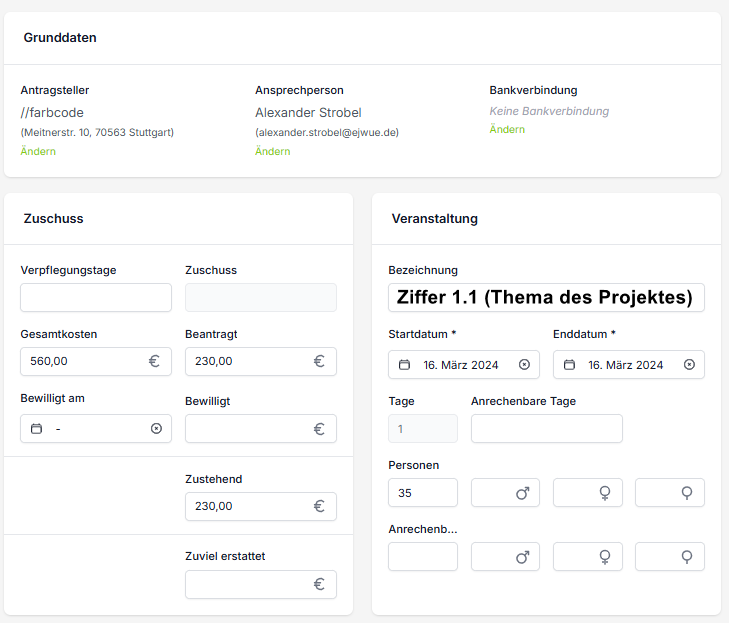 Grunddaten
Antragsteller
//farbcode
(Meitnerstr. 10, 70563 Stuttgart)
Ändern
Ansprechperson
Alexander Strobel
(alexander.strobel@ejwue.de)
Ändern
Bankverbindung
Keine Bankverbindung
Ändern
Zuschuss
Verpflegungstage
Zuschuss
Gesamtkosten
Beantragt
560,00 €
230,00 €
Bewilligt am
Bewilligt
-
€
Zustehend
230,00 €
Zuviel erstattet
€
Veranstaltung
Bezeichnung
Ziffer 1.1 (Thema des Projektes)
Startdatum *
Enddatum *
16. März 2024
16. März 2024
Tage
Anrechenbare Tage
1
Personen
35
Anrechenb...